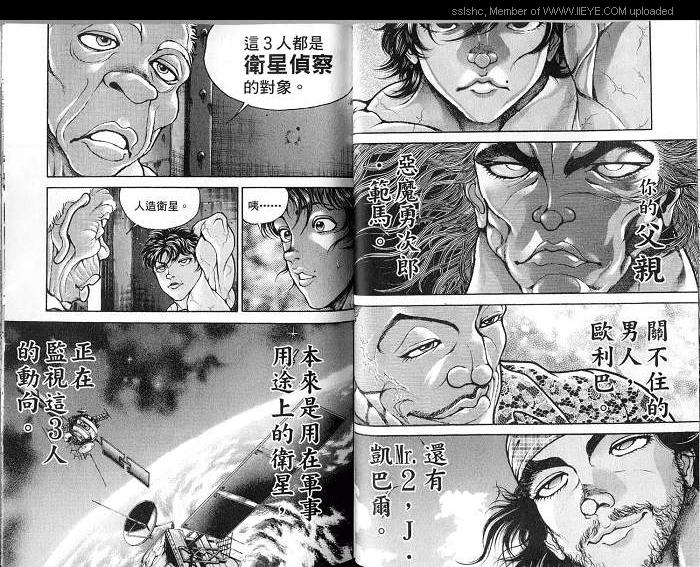 sslshc, Member of WWW.IIEYE.COM uploaded
你的父親
惡魔勇次郎
・範馬。
關不住的
男人，
歐利巴。
還有
Mr.2，J・
凱巴爾。
這3人都是
衛星偵察
的對象。
咦……
人造衛星。
本來是用在軍事
用途上的衛星，
正在
監視這3人
的動向。